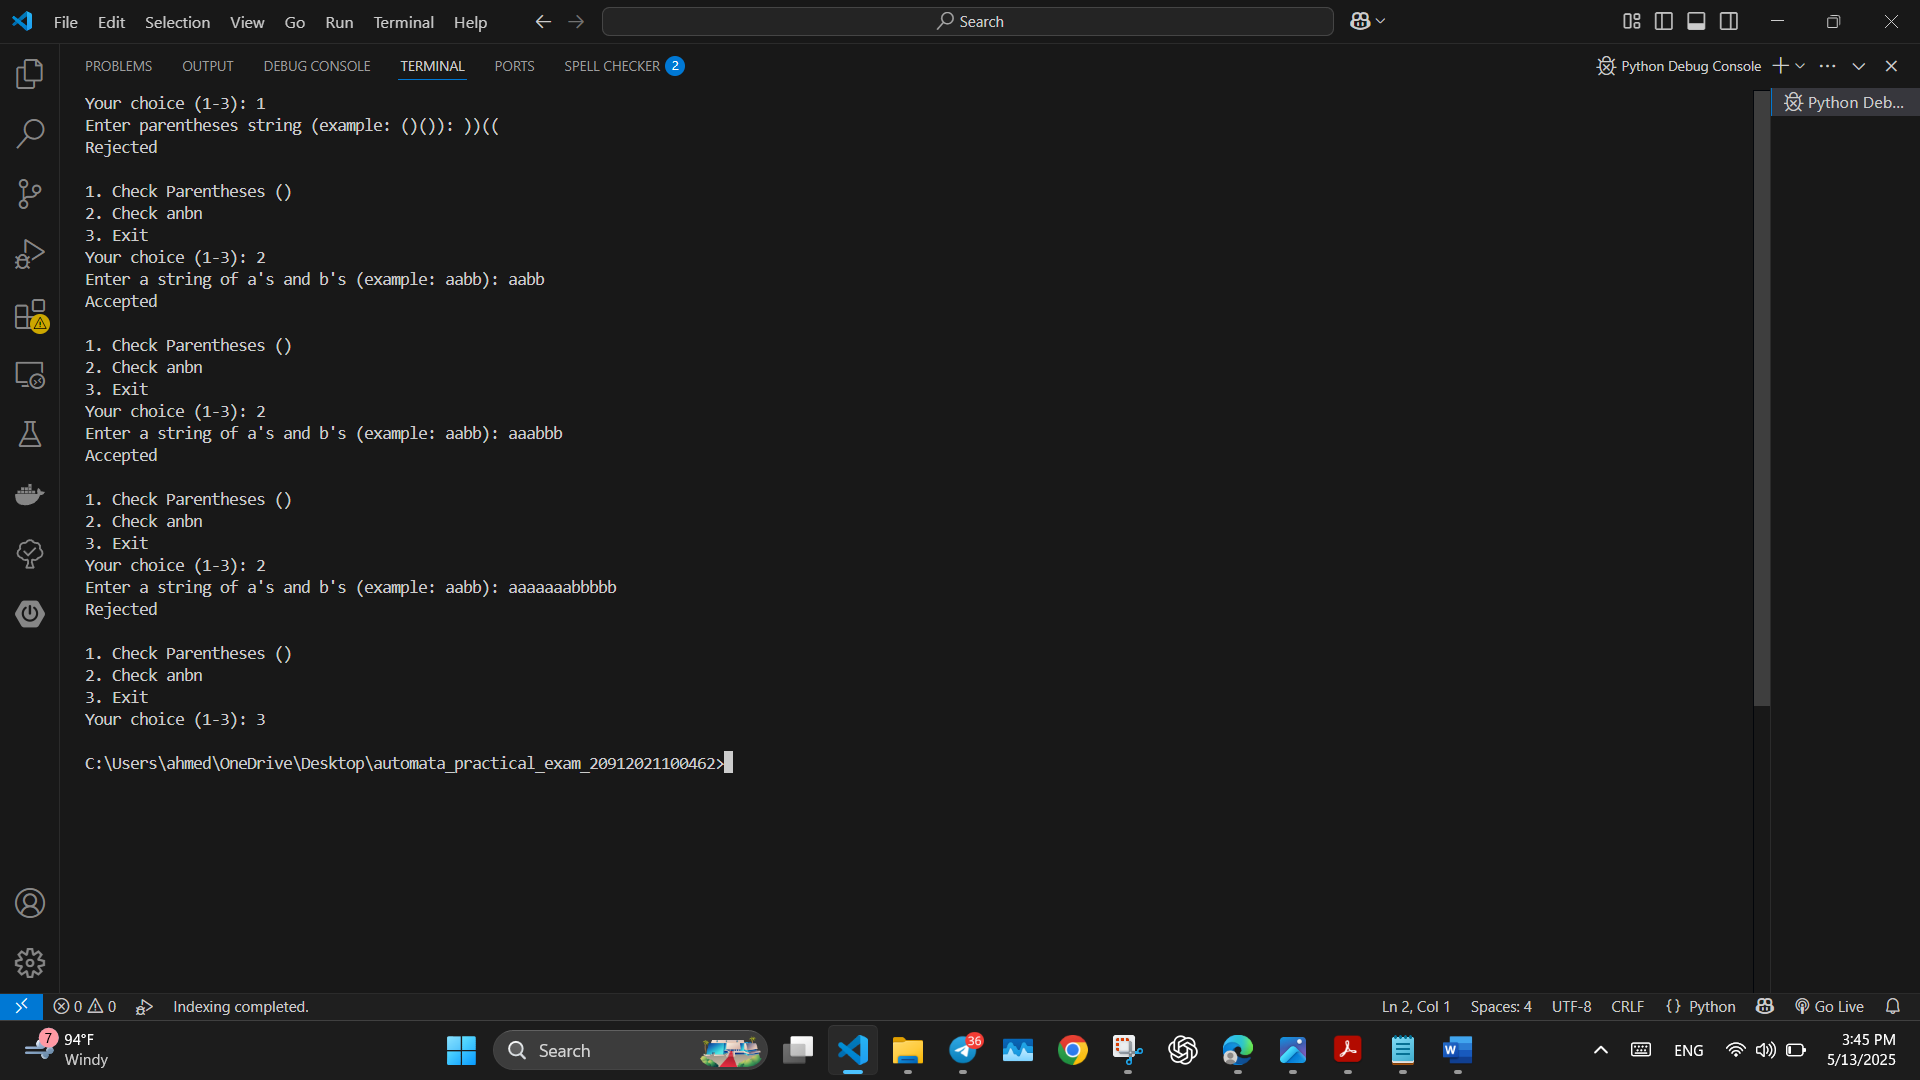 File Edit Selection View Go Run Terminal Help
Search
PROBLEMS OUTPUT DEBUG CONSOLE TERMINAL PORTS SPELL CHECKER 2
Python Debug Console
Python Deb...
Your choice (1-3): 1
Enter parentheses string (example: ()()): ))((
Rejected
1. Check Parentheses ()
2. Check anbn
3. Exit
Your choice (1-3): 2
Enter a string of a's and b's (example: aabb): aabb
Accepted
1. Check Parentheses ()
2. Check anbn
3. Exit
Your choice (1-3): 2
Enter a string of a's and b's (example: aabb): aaabbb
Accepted
1. Check Parentheses ()
2. Check anbn
3. Exit
Your choice (1-3): 2
Enter a string of a's and b's (example: aabb): aaaaaaabbbbb
Rejected
1. Check Parentheses ()
2. Check anbn
3. Exit
Your choice (1-3): 3
C:\Users\ahmed\OneDrive\Desktop\automata_practical_exam_20912021100462>
0 0 Indexing completed.
Ln 2, Col 1 Spaces: 4 UTF-8 CRLF {} Python Go Live
7
94°F
Windy
Search
36
ENG
3:45 PM
5/13/2025